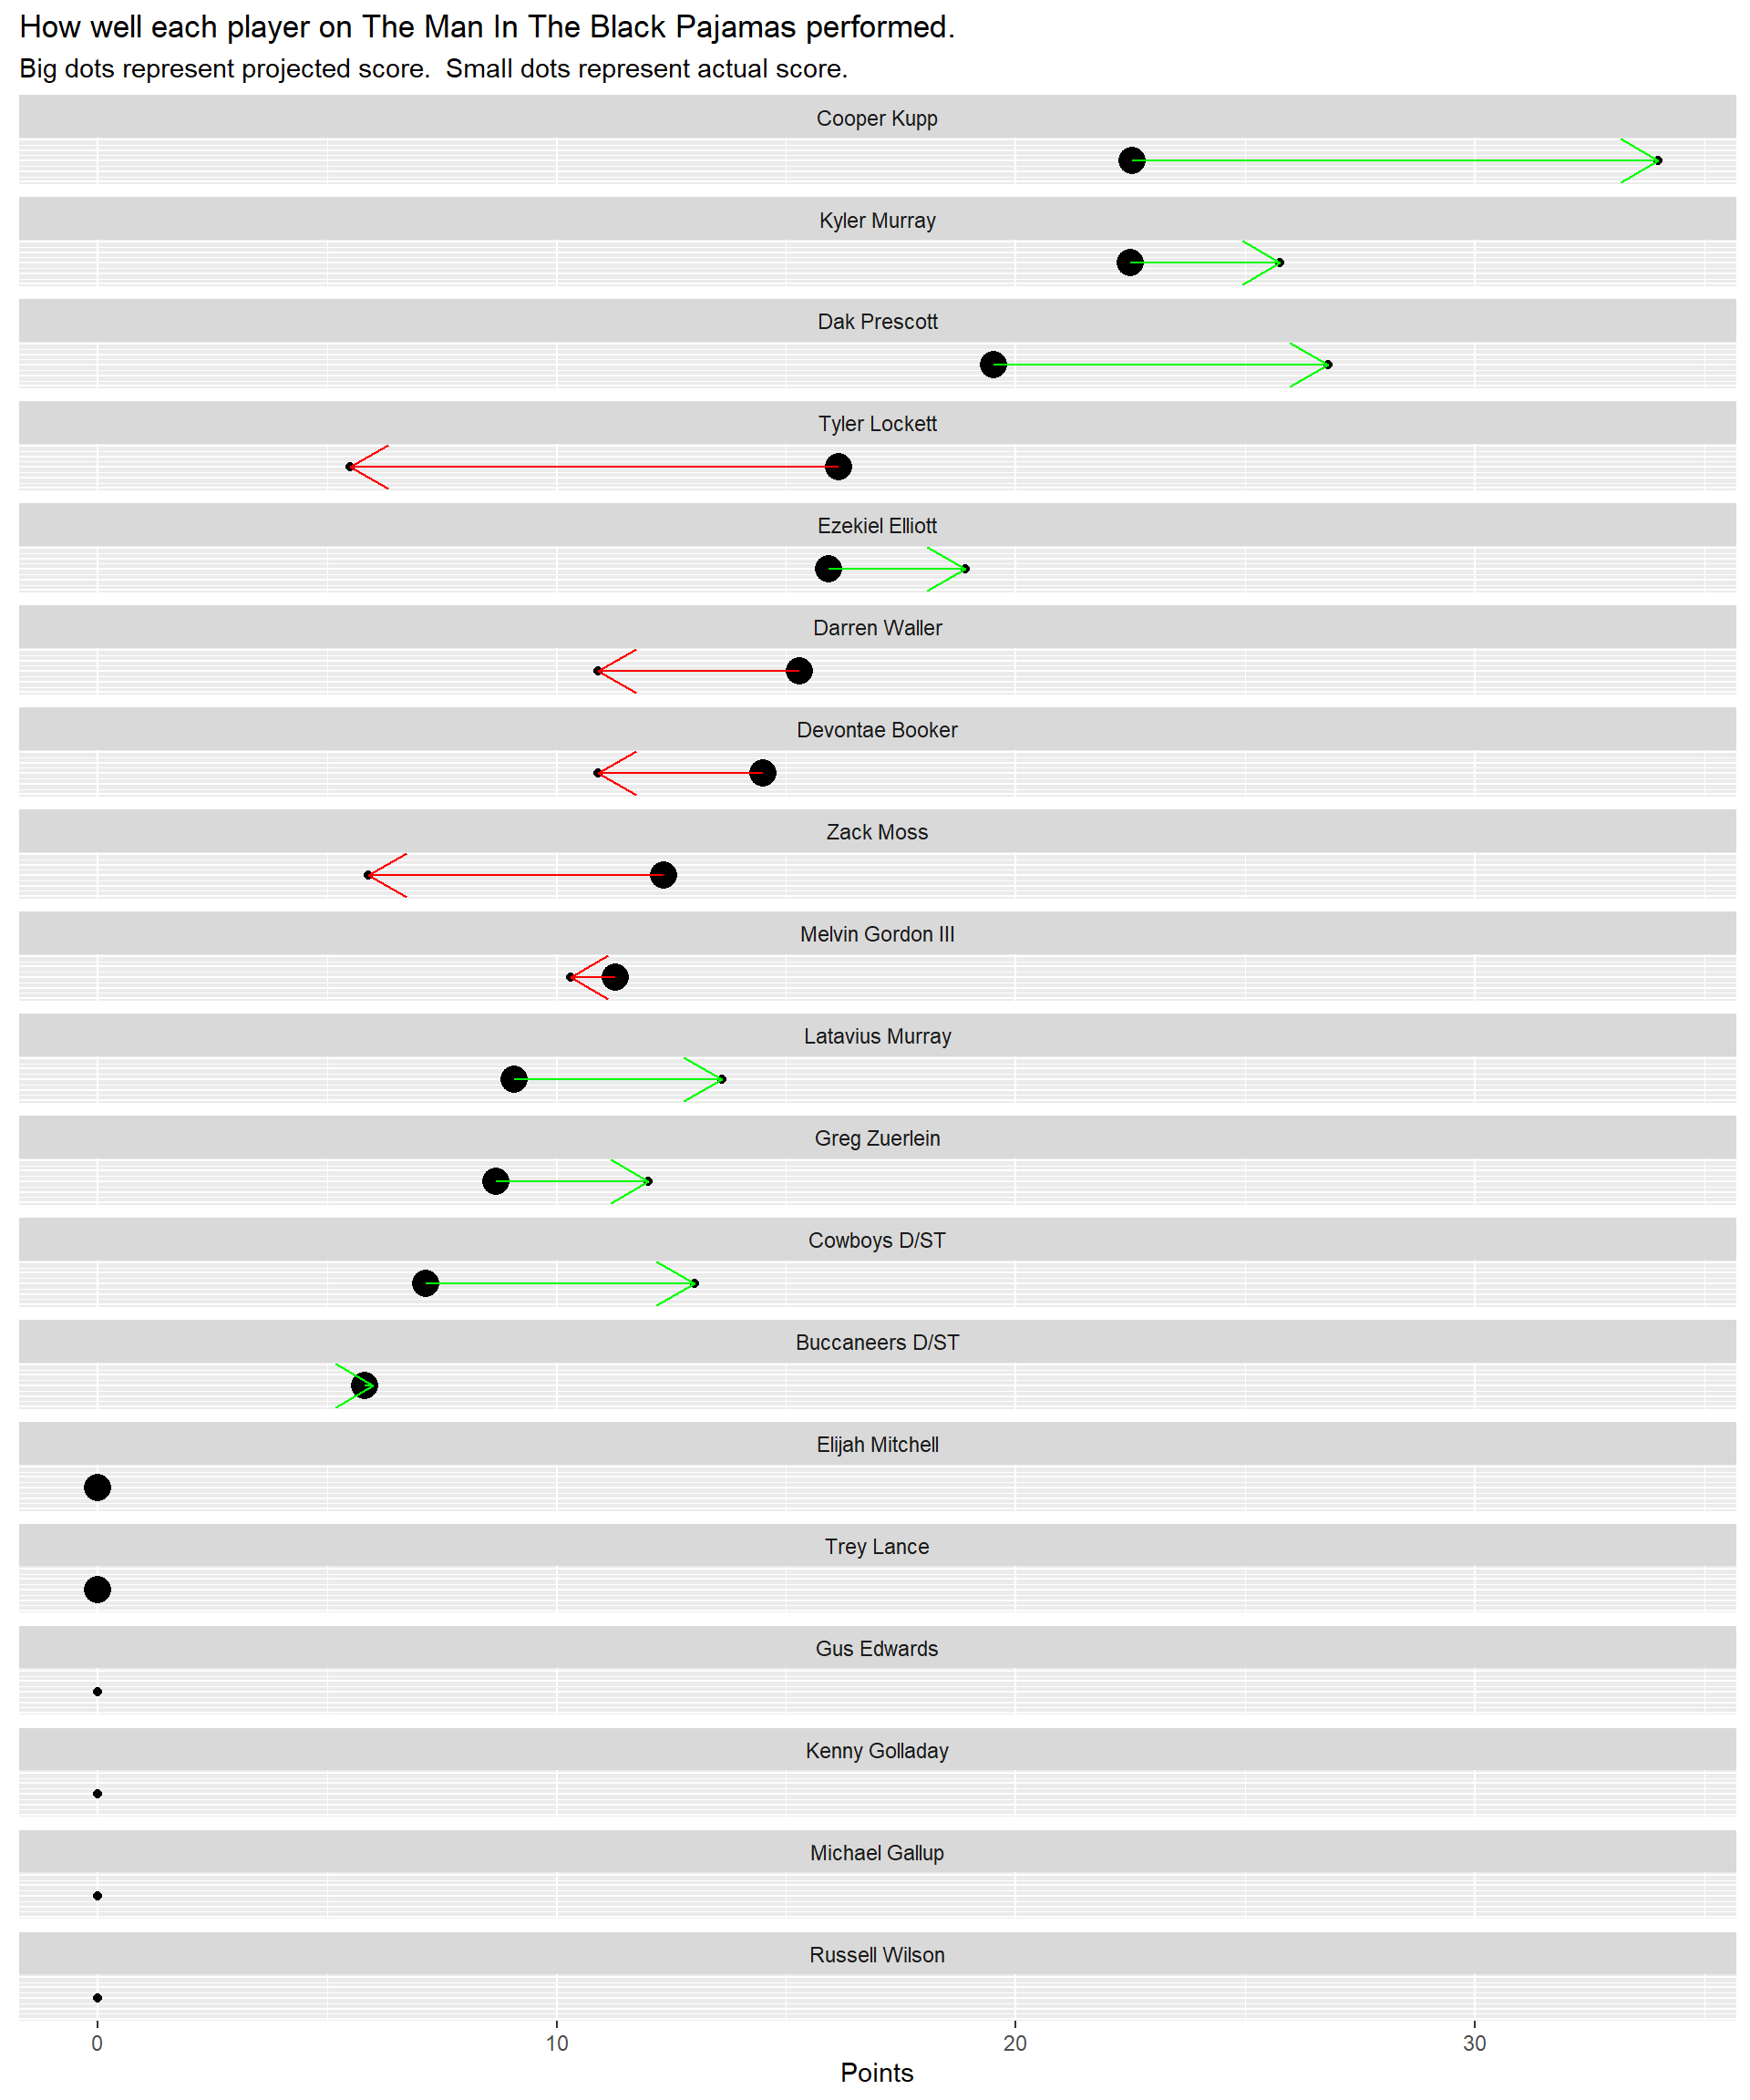 How well each player on The Man In The Black Pajamas performed.
Big dots represent projected score.  Small dots represent actual score.
Cooper Kupp
Kyler Murray
Dak Prescott
Tyler Lockett
Ezekiel Elliott
Darren Waller
Devontae Booker
Zack Moss
Melvin Gordon III
Latavius Murray
Greg Zuerlein
Cowboys D/ST
Buccaneers D/ST
Elijah Mitchell
Trey Lance
Gus Edwards
Kenny Golladay
Michael Gallup
Russell Wilson
0 10 20 30
Points